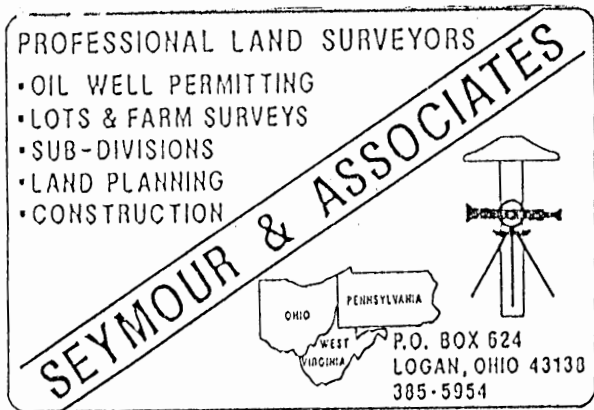 PROFESSIONAL LAND SURVEYORS
•OIL WELL PERMITTING
•LOTS & FARM SURVEYS
•SUB-DIVISIONS
•LAND PLANNING
•CONSTRUCTION
SEYMOUR & ASSOCIATES
OHIO
PENNSYLVANIA
WEST
VIRGINIA
P.O. BOX 624
LOGAN, OHIO 43138
385-5954